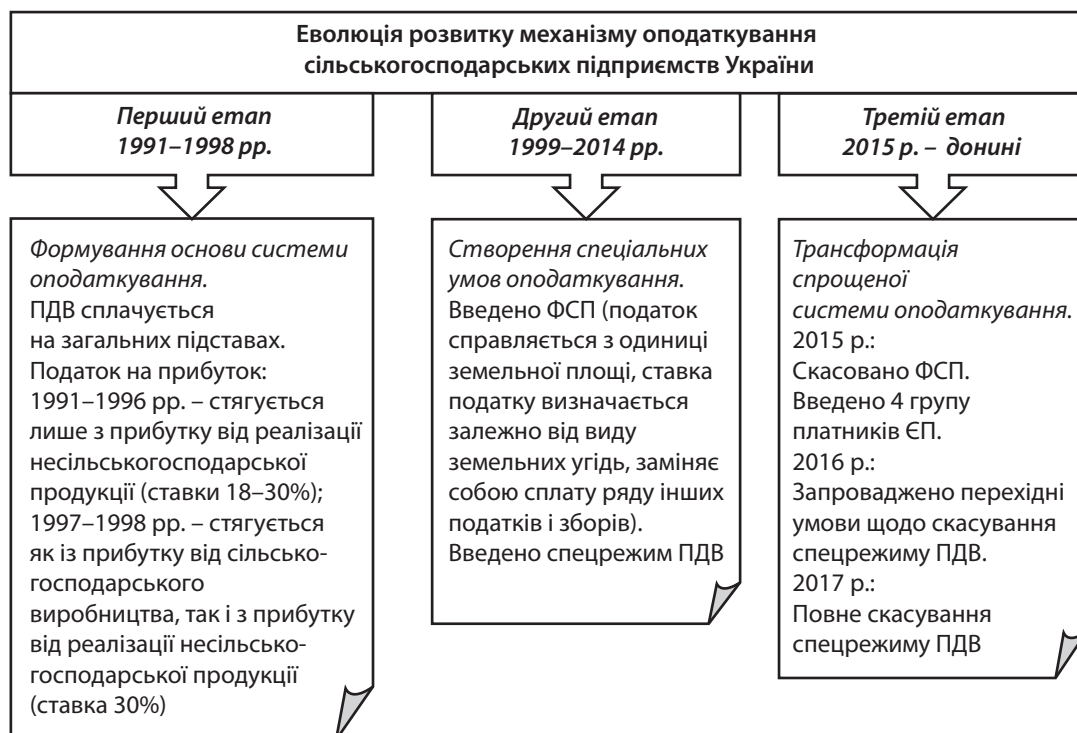 Еволюція розвитку механізму оподаткування
сільськогосподарських підприємств України
Перший етап
1991–1998 рр.
Другий етап
1999–2014 рр.
Третій етап
2015 р. – донині
Формування основи системи
оподаткування.
ПДВ сплачується
на загальних підставах.
Податок на прибуток:
1991–1996 рр. – стягується
лише з прибутку від реалізації
несільськогосподарської
продукції (ставки 18–30%);
1997–1998 рр. – стягується
як із прибутку від сільсько-
господарського
виробництва, так і з прибутку
від реалізації несільсько-
господарської продукції
(ставка 30%)
Створення спеціальних
умов оподаткування.
Введено ФСП (податок
справляється з одиниці
земельної площі, ставка
податку визначається
залежно від виду
земельних угідь, заміняє
собою сплату ряду інших
податків і зборів).
Введено спецрежим ПДВ
Трансформація
спрощеної
системи оподаткування.
2015 р.:
Скасовано ФСП.
Введено 4 групу
платників ЄП.
2016 р.:
Запроваджено перехідні
умови щодо скасування
спецрежиму ПДВ.
2017 р.:
Повне скасування
спецрежиму ПДВ